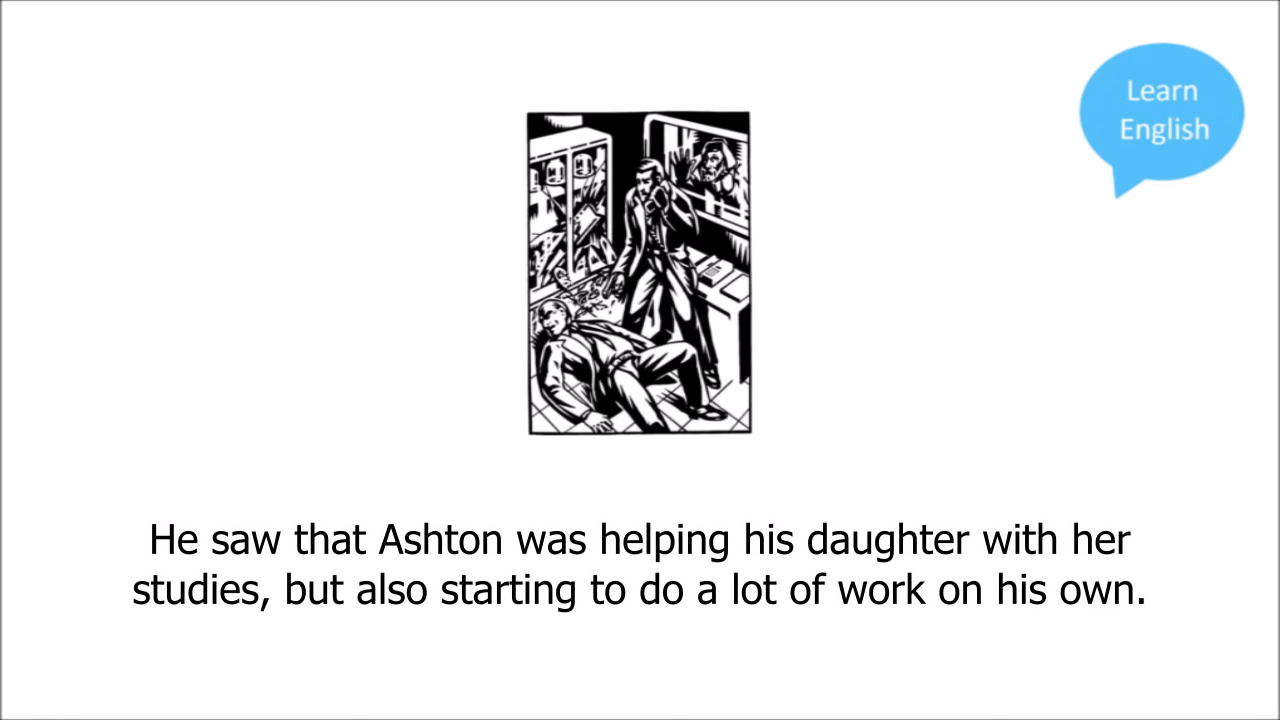 Learn
English
He saw that Ashton was helping his daughter with her
studies, but also starting to do a lot of work on his own.